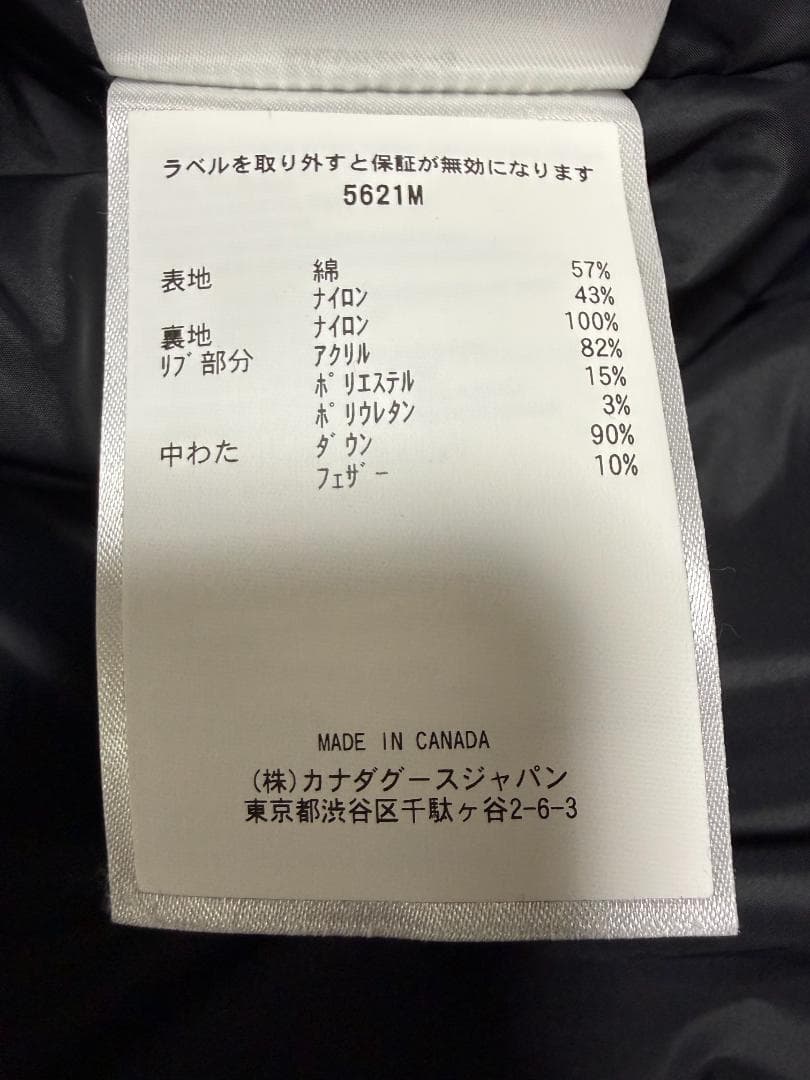 ラベルを取り外すと保証が無効になります
5621M
表地 綿 57%
ナイロン 43%
裏地 ナイロン 100%
リブ部分 アクリル 82%
ポリエステル 15%
ポリウレタン 3%
中わた ダウン 90%
フェザー 10%
MADE IN CANADA
(株)カナダグースジャパン
東京都渋谷区千駄ヶ谷2-6-3